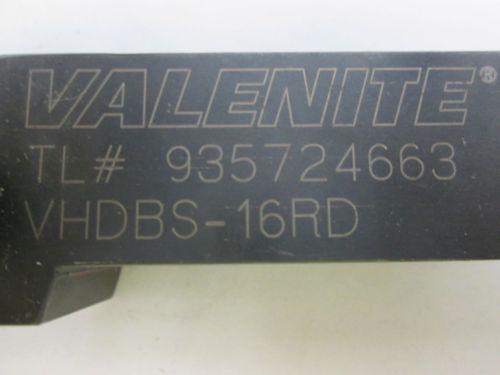 VALENITE®
TL# 935724663
VHDBS-16RD